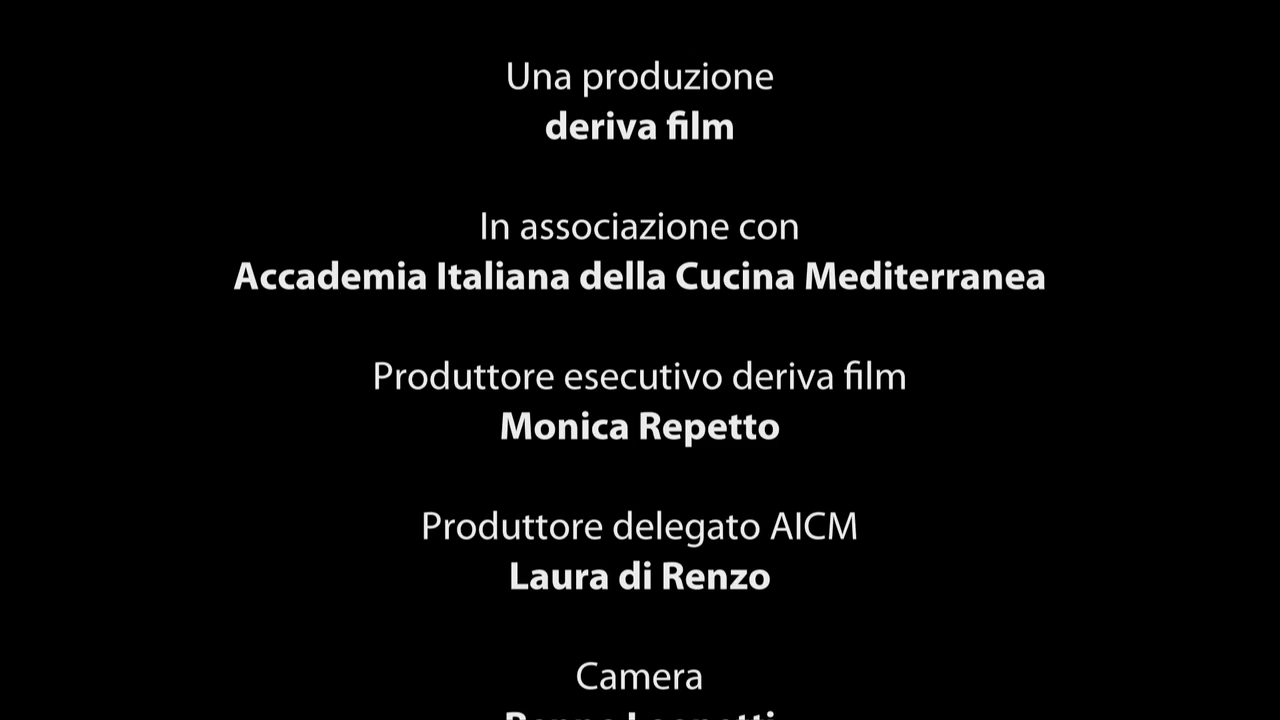 Una produzione
deriva film
In associazione con
Accademia Italiana della Cucina Mediterranea
Produttore esecutivo deriva film
Monica Repetto
Produttore delegato AICM
Laura di Renzo
Camera